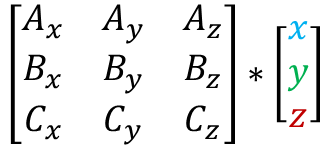 A_x A_y A_z
B_x B_y B_z * x y z
C_x C_y C_z